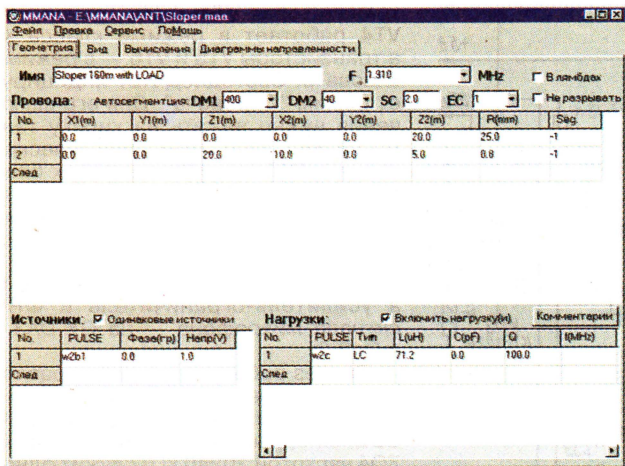 MMANA - E:\MMANA\ANT\Sloper.maa
Файл Правка Сервис ПоМощь
Геометрия Вид Вычисления Диаграммы направленности
Имя Sloper 160m with LOAD F 1.910 MHz В лямбдах
Провода: Автосегментция: DM1 400 DM2 40 SC 2.0 EC 1 Не разрывать
No. X1(m) Y1(m) Z1(m) X2(m) Y2(m) Z2(m) R(mm) Seg.
1 0.0 0.0 0.0 0.0 0.0 20.0 25.0 -1
2 0.0 0.0 20.0 10.0 0.0 5.0 0.8 -1
След
Источники: Одинаковые источники Нагрузки: Включить нагрузку(и) Комментарии
No. PULSE Фаза(гр) Напр(V) No. PULSE Тип L(uH) C(pF) Q f(MHz)
1 w2b1 0.0 1.0 1 w2c LC 71.2 0.0 100.0
След След